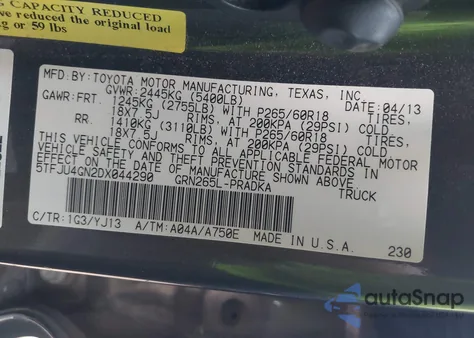 G CAPACITY REDUCED
ve reduced the original load
kg or 59 lbs
MFD. BY: TOYOTA MOTOR MANUFACTURING, TEXAS, INC.
GVWR: 2445KG (5400LB) DATE: 04/13
GAWR: FRT. 1245KG (2755LB) WITH P265/60R18 TIRES,
18X7.5J RIMS, AT 200KPA (29PSI) COLD.
RR. 1410KG (3110LB) WITH P265/60R18 TIRES,
18X7.5J RIMS, AT 200KPA (29PSI) COLD.
THIS VEHICLE CONFORMS TO ALL APPLICABLE FEDERAL MOTOR
VEHICLE SAFETY STANDARDS IN
EFFECT ON THE DATE OF MANUFACTURE SHOWN ABOVE.
5TFJU4GN2DX044290 TRUCK
GRN265L-PRADKA
C/TR: 1G3/YJ13 A/TM: A04A/A750E MADE IN U.S.A. 230
autoSnap